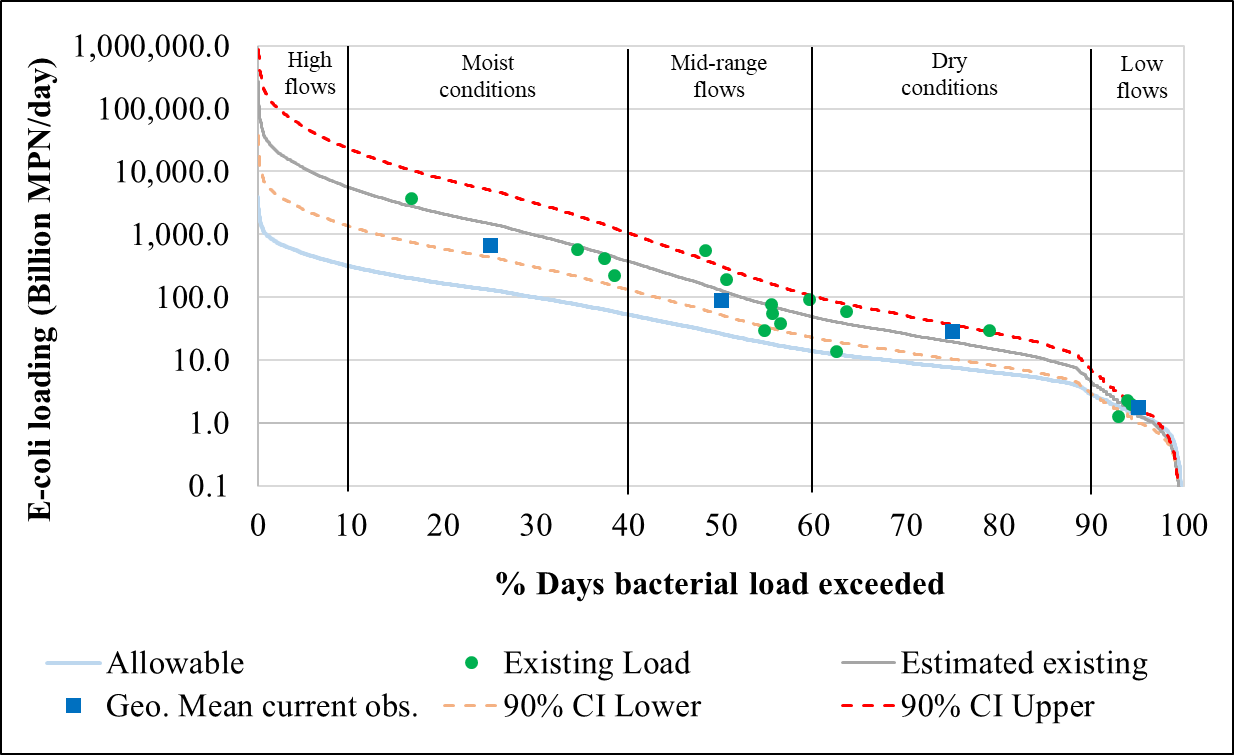 E-coli loading (Billion MPN/day)
1,000,000.0
100,000.0
10,000.0
1,000.0
100.0
10.0
1.0
0.1
High
flows
Moist
conditions
Mid-range
flows
Dry
conditions
Low
flows
0 10 20 30 40 50 60 70 80 90 100
% Days bacterial load exceeded
Allowable Existing Load Estimated existing
Geo. Mean current obs. 90% CI Lower 90% CI Upper